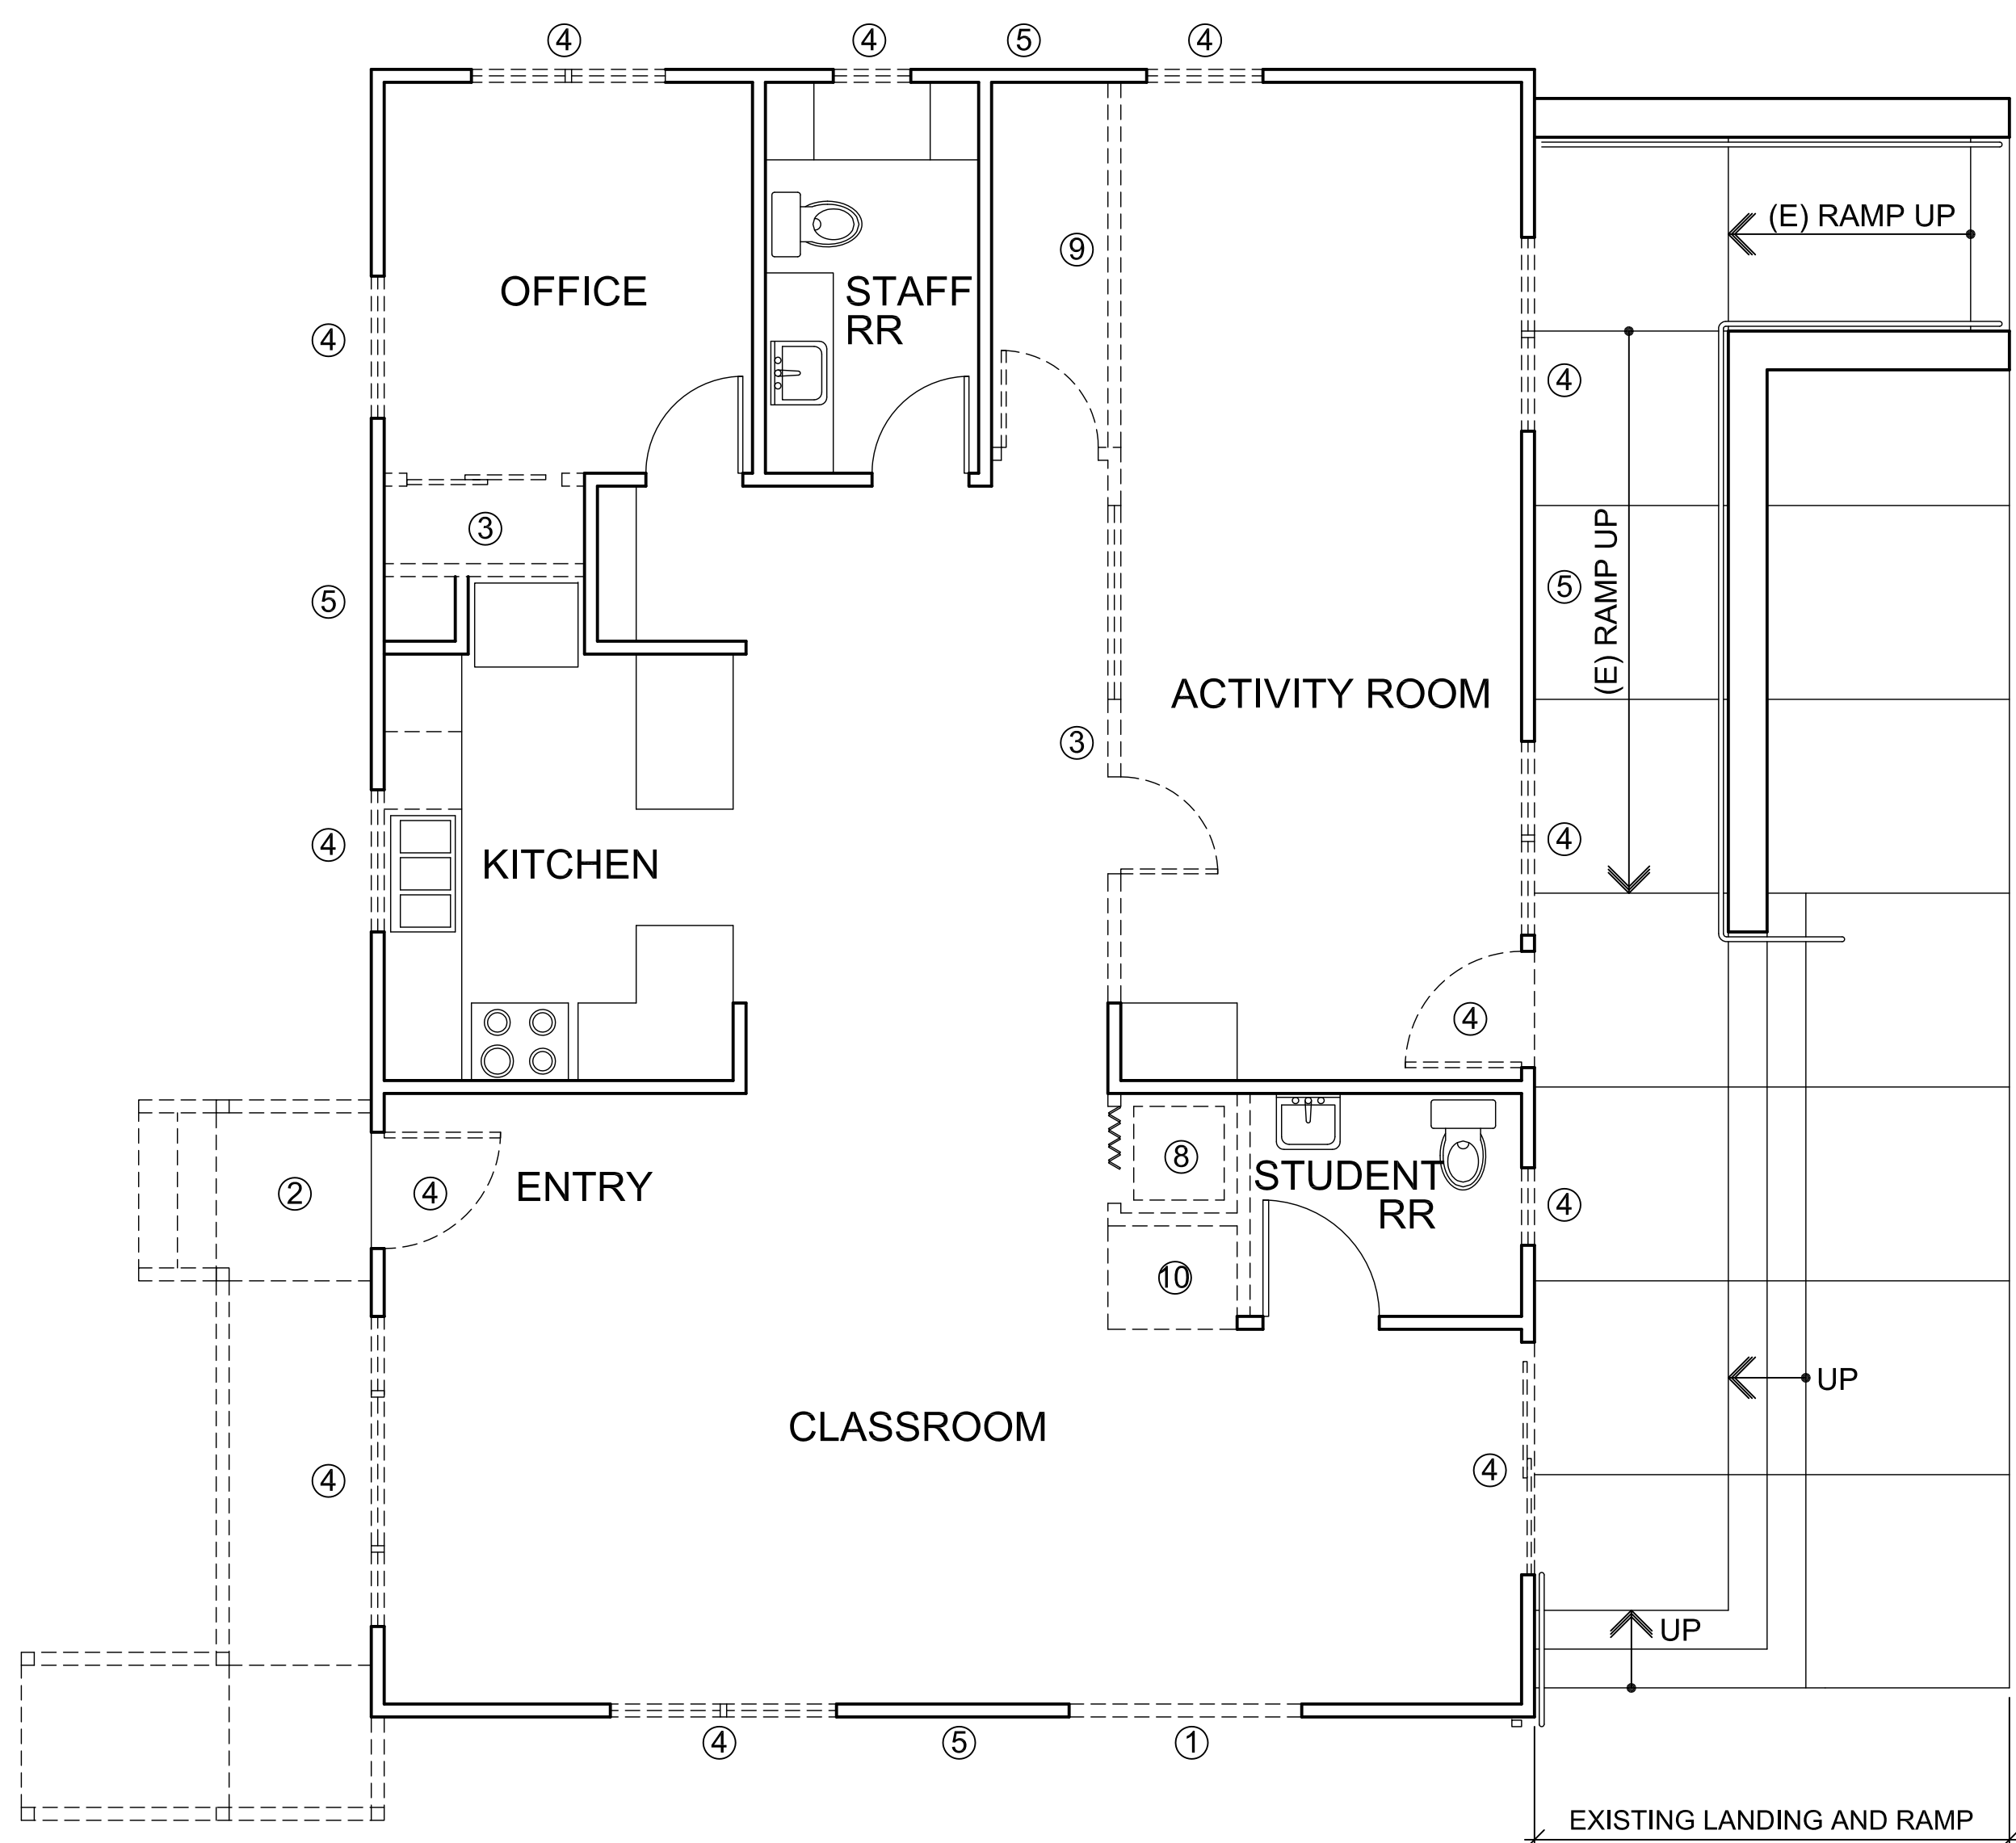 ④ ④ ⑤ ④
(E) RAMP UP
⑨
OFFICE
STAFF
RR
④
④
③
(E) RAMP UP
⑤
⑤
ACTIVITY ROOM
③
④
KITCHEN
④
④
⑧
STUDENT
RR
②
④
ENTRY
④
⑩
UP
CLASSROOM
④
④
UP
④
⑤
①
EXISTING LANDING AND RAMP